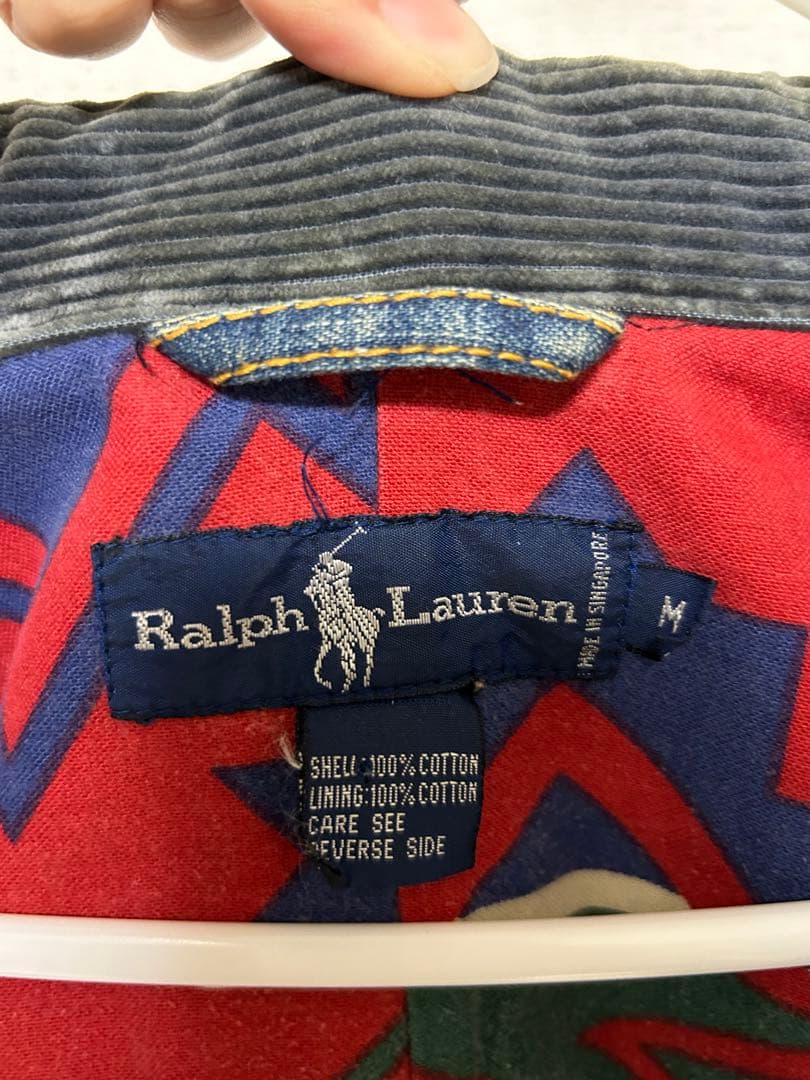 Ralph Lauren
MADE IN SINGAPORE
M
SHELL:100% COTTON
LINING:100% COTTON
CARE SEE
REVERSE SIDE